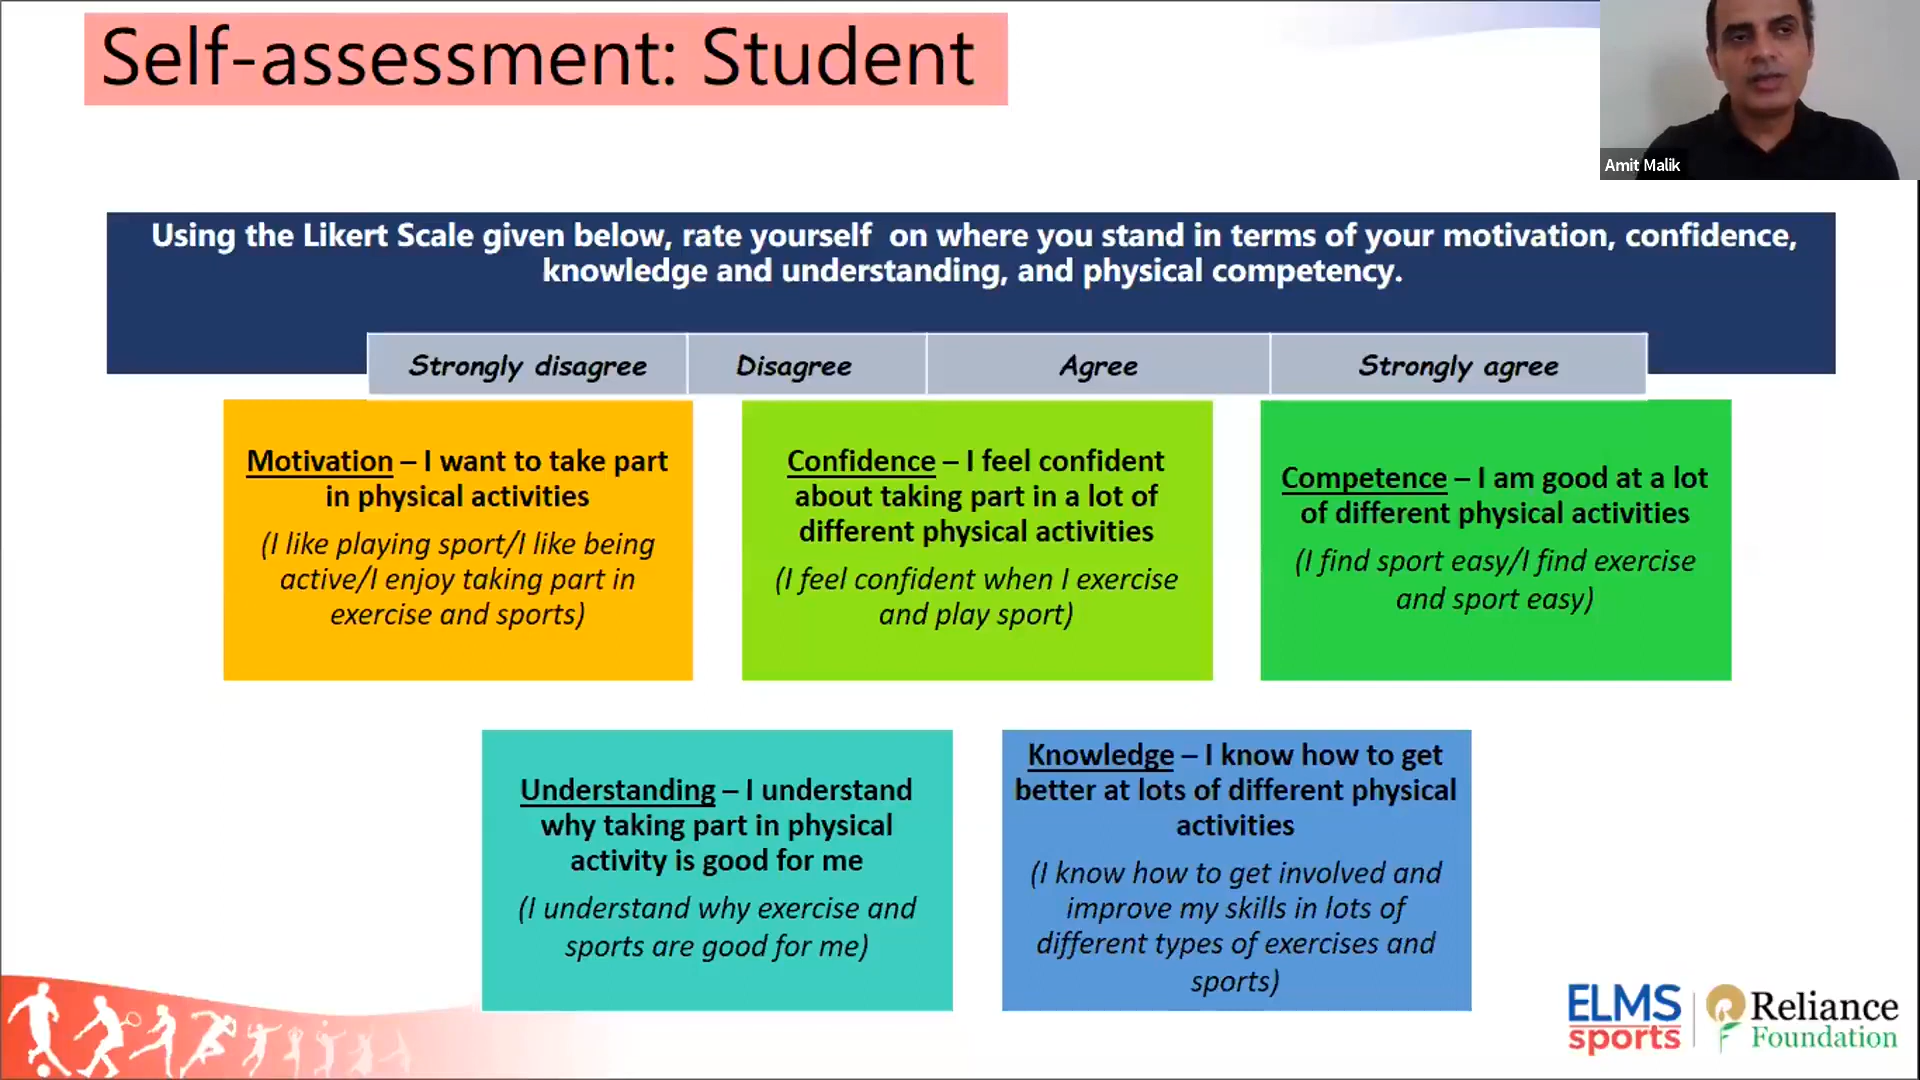 Self-assessment: Student
Amit Malik
Using the Likert Scale given below, rate yourself on where you stand in terms of your motivation, confidence,
knowledge and understanding, and physical competency.
Strongly disagree
Disagree
Agree
Strongly agree
Motivation – I want to take part
in physical activities
(I like playing sport/I like being
active/I enjoy taking part in
exercise and sports)
Confidence – I feel confident
about taking part in a lot of
different physical activities
(I feel confident when I exercise
and play sport)
Competence – I am good at a lot
of different physical activities
(I find sport easy/I find exercise
and sport easy)
Understanding – I understand
why taking part in physical
activity is good for me
(I understand why exercise and
sports are good for me)
Knowledge – I know how to get
better at lots of different physical
activities
(I know how to get involved and
improve my skills in lots of
different types of exercises and
sports)
ELMS
sports
Reliance
Foundation